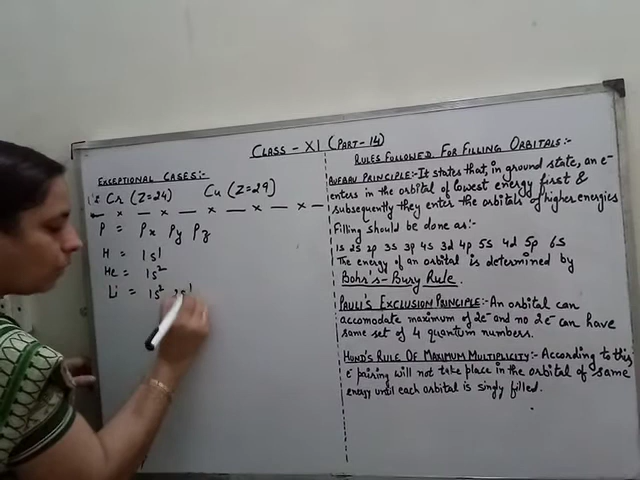 CLASS - XI (PART-14)
EXCEPTIONAL CASES:-
i.e Cr (Z=24) Cu (Z=29)
P = Px Py Pz
H = 1s¹
He = 1s²
Li = 1s² 2s¹
RULES FOLLOWED FOR FILLING ORBITALS:-
AUFBAU PRINCIPLE:- It states that, in ground state, an e⁻
enters in the orbital of lowest energy first &
subsequently they enter the orbitals of higher energies
Filling should be done as:
1s 2s 2p 3s 3p 4s 3d 4p 5s 4d 5p 6s
The energy of an orbital is determined by
Bohr's-Bury Rule.
PAULI'S EXCLUSION PRINCIPLE:- An orbital can
accomodate maximum of 2e⁻ and no 2e⁻ can have
same set of 4 quantum numbers.
HUND'S RULE OF MAXIMUM MULTIPLICITY:- According to this
e⁻ pairing will not take place in the orbital of same
energy until each orbital is singly filled.